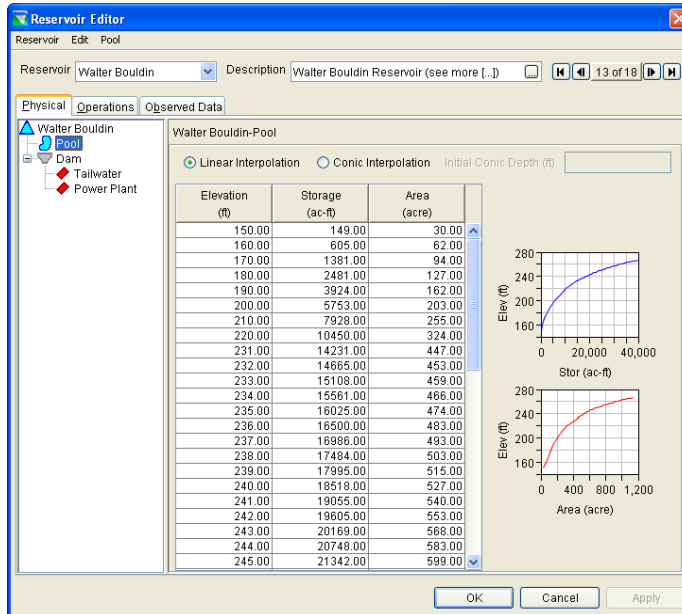 Reservoir Editor
Reservoir Edit Pool
Reservoir Walter Bouldin Description Walter Bouldin Reservoir (see more [...]) ... 13 of 18
Physical Operations Observed Data
Walter Bouldin
Pool
Dam
Tailwater
Power Plant
Walter Bouldin-Pool
Linear Interpolation Conic Interpolation Initial Conic Depth (ft)
Elevation Storage Area
(ft) (ac-ft) (acre)
150.00 149.00 30.00
160.00 605.00 62.00
170.00 1381.00 94.00
180.00 2481.00 127.00
190.00 3924.00 162.00
200.00 5753.00 203.00
210.00 7928.00 255.00
220.00 10450.00 324.00
231.00 14231.00 447.00
232.00 14665.00 453.00
233.00 15108.00 459.00
234.00 15561.00 466.00
235.00 16025.00 474.00
236.00 16500.00 483.00
237.00 16986.00 493.00
238.00 17484.00 503.00
239.00 17995.00 515.00
240.00 18518.00 527.00
241.00 19055.00 540.00
242.00 19605.00 553.00
243.00 20169.00 568.00
244.00 20748.00 583.00
245.00 21342.00 599.00
280
240
200
160
Elev (ft)
0 20,000 40,000
Stor (ac-ft)
280
240
200
160
Elev (ft)
0 400 800 1,200
Area (acre)
OK Cancel Apply